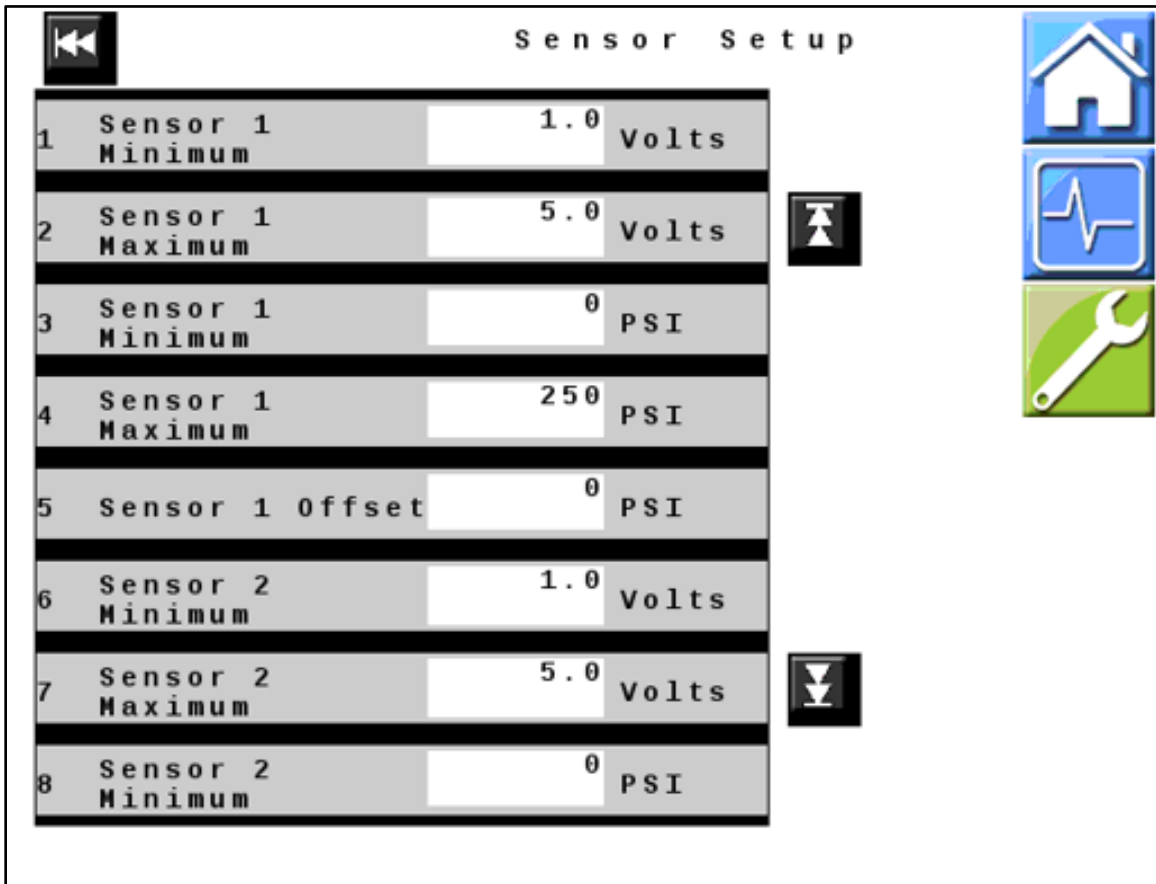 Sensor Setup
1 Sensor 1 Minimum 1.0 Volts
2 Sensor 1 Maximum 5.0 Volts
3 Sensor 1 Minimum 0 PSI
4 Sensor 1 Maximum 250 PSI
5 Sensor 1 Offset 0 PSI
6 Sensor 2 Minimum 1.0 Volts
7 Sensor 2 Maximum 5.0 Volts
8 Sensor 2 Minimum 0 PSI